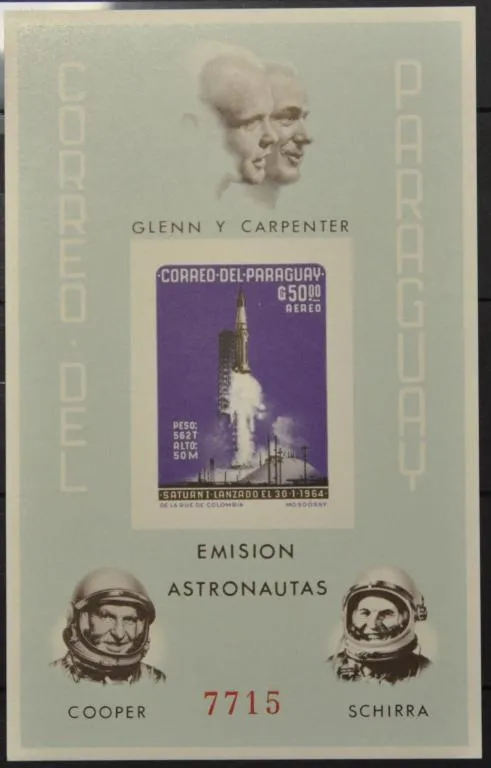 CORREO·DEL
PARAGUAY
GLENN Y CARPENTER
·CORREO·DEL·PARAGUAY·
₲50.00
AEREO
PESO:
562T
ALTO:
50M
·SATURN I·LANZADO EL 30·1·1964·
DE LA RUE DE COLOMBIA MOSDOSSY
EMISION
ASTRONAUTAS
COOPER
7715
SCHIRRA